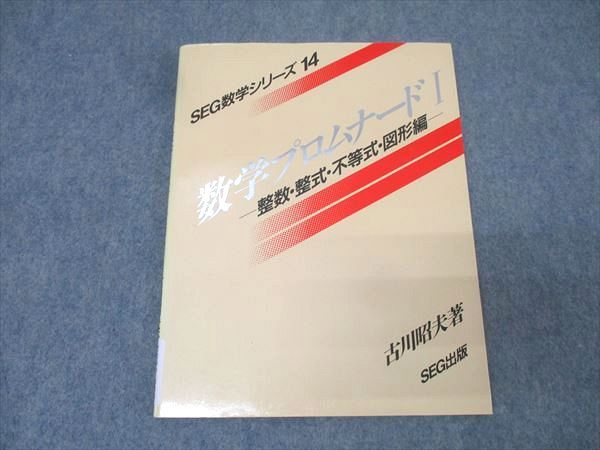 SEG数学シリーズ14
数学プロムナードⅠ
―整数・整式・不等式・図形編―
古川昭夫著
SEG出版